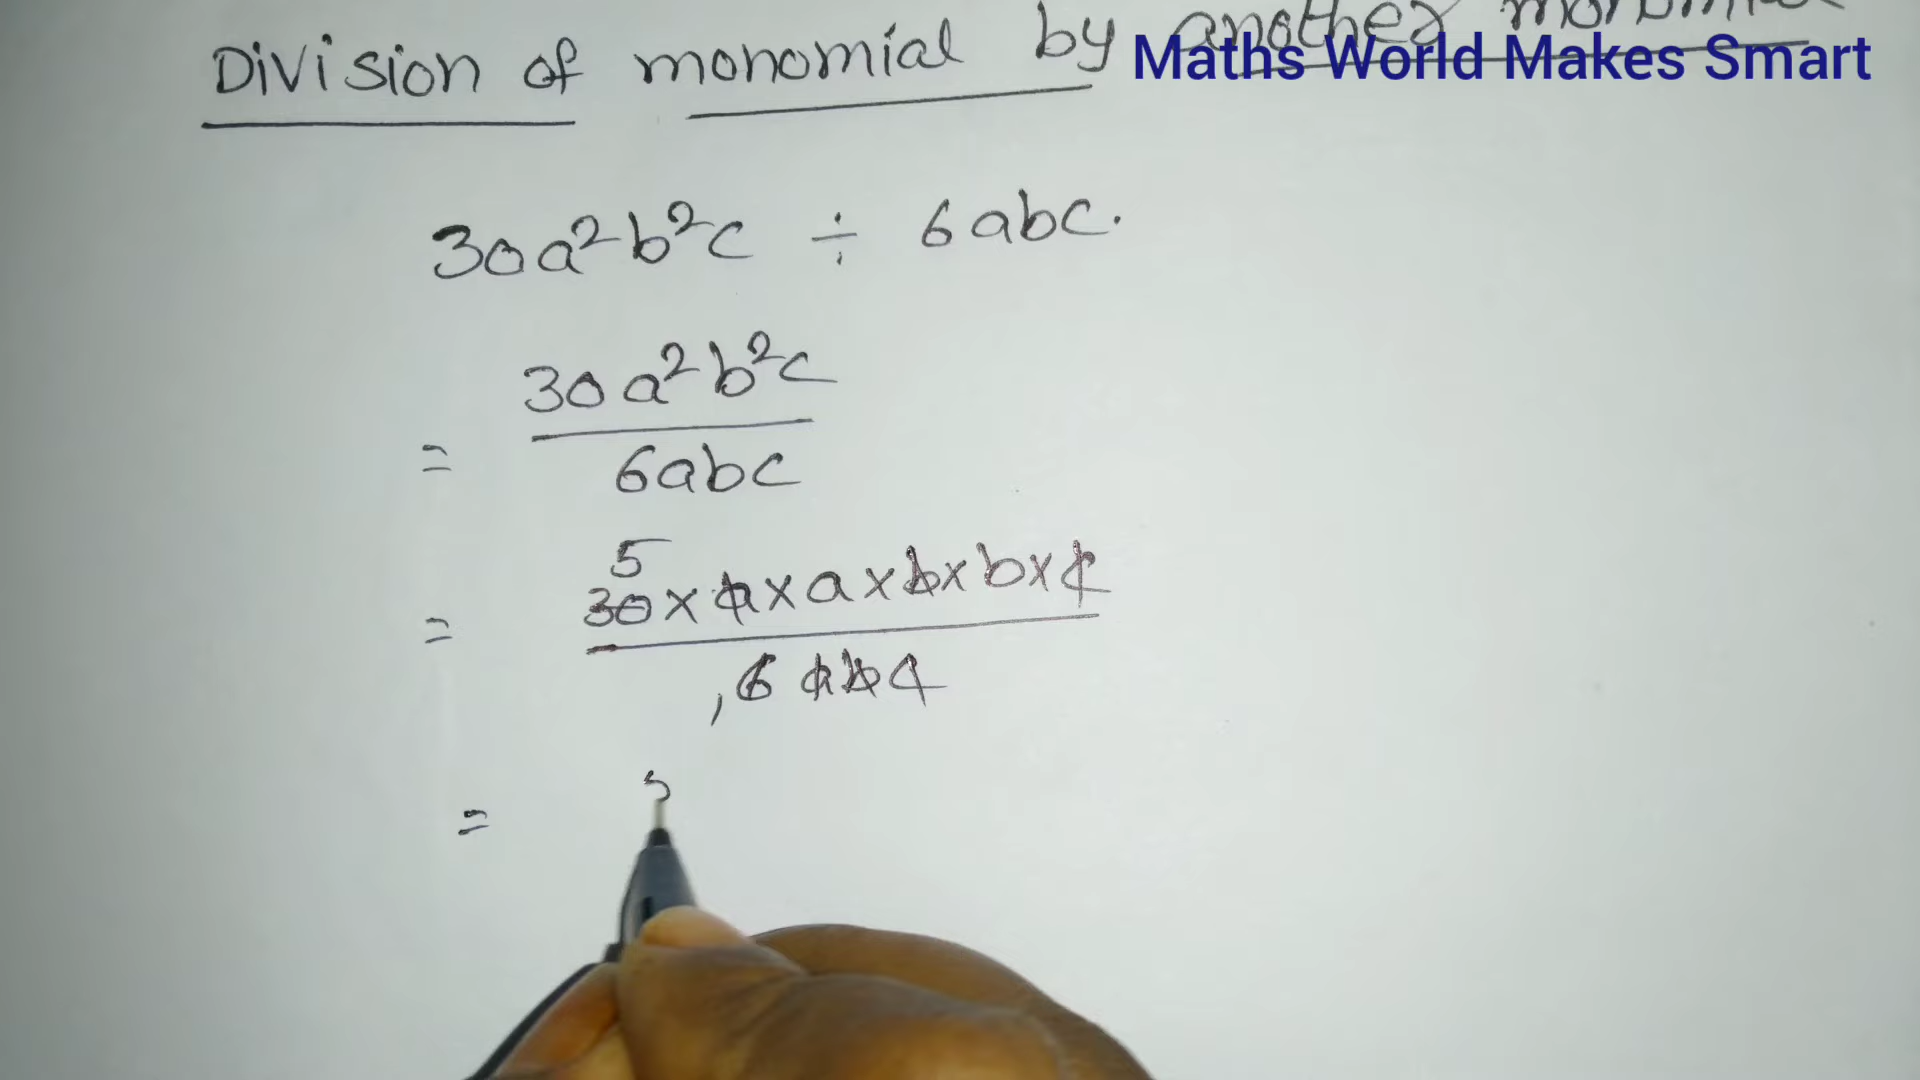 Division of monomial by another monomial
Maths World Makes Smart
30a²b²c ÷ 6abc.
= 30a²b²c / 6abc
5
= 30×a×a×b×b×c / 6abc
1
= 5